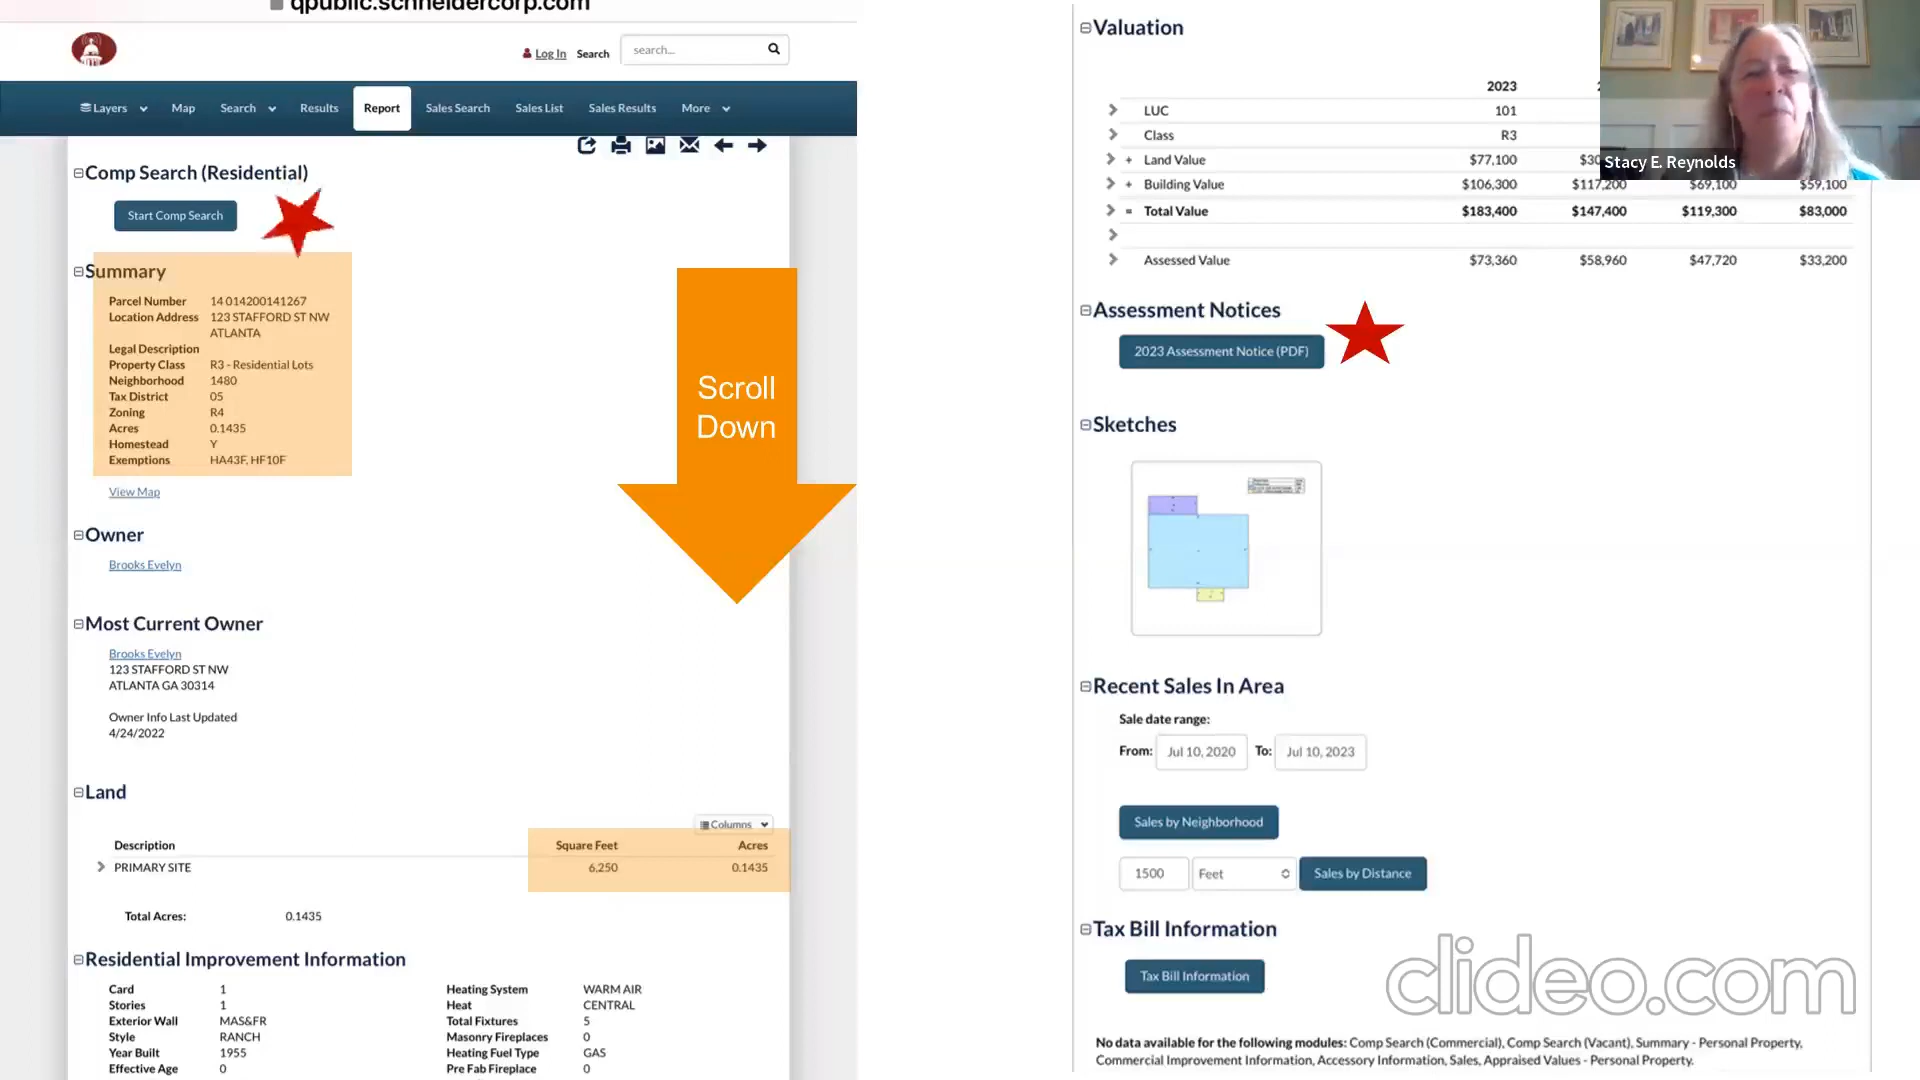 qpublic.schneidercorp.com
Log In Search search...
Layers Map Search Results Report Sales Search Sales List Sales Results More
Comp Search (Residential)
Start Comp Search
Summary
Parcel Number 14 014200141267
Location Address 123 STAFFORD ST NW
ATLANTA
Legal Description
Property Class R3 - Residential Lots
Neighborhood 1480
Tax District 05
Zoning R4
Acres 0.1435
Homestead Y
Exemptions HA43F, HF10F
View Map
Owner
Brooks Evelyn
Most Current Owner
Brooks Evelyn
123 STAFFORD ST NW
ATLANTA GA 30314
Owner Info Last Updated
4/24/2022
Land
Columns
Description Square Feet Acres
PRIMARY SITE 6,250 0.1435
Total Acres: 0.1435
Residential Improvement Information
Card 1 Heating System WARM AIR
Stories 1 Heat CENTRAL
Exterior Wall MAS&FR Total Fixtures 5
Style RANCH Masonry Fireplaces 0
Year Built 1955 Heating Fuel Type GAS
Effective Age 0 Pre Fab Fireplace 0
Scroll
Down
Valuation
2023
LUC 101
Class R3
+ Land Value $77,100 $30
+ Building Value $106,300 $117,200 $69,100 $59,100
= Total Value $183,400 $147,400 $119,300 $83,000
Assessed Value $73,360 $58,960 $47,720 $33,200
Assessment Notices
2023 Assessment Notice (PDF)
Sketches
Recent Sales In Area
Sale date range:
From: Jul 10, 2020 To: Jul 10, 2023
Sales by Neighborhood
1500 Feet Sales by Distance
Tax Bill Information
Tax Bill Information
No data available for the following modules: Comp Search (Commercial), Comp Search (Vacant), Summary - Personal Property,
Commercial Improvement Information, Accessory Information, Sales, Appraised Values - Personal Property.
Stacy E. Reynolds
clideo.com